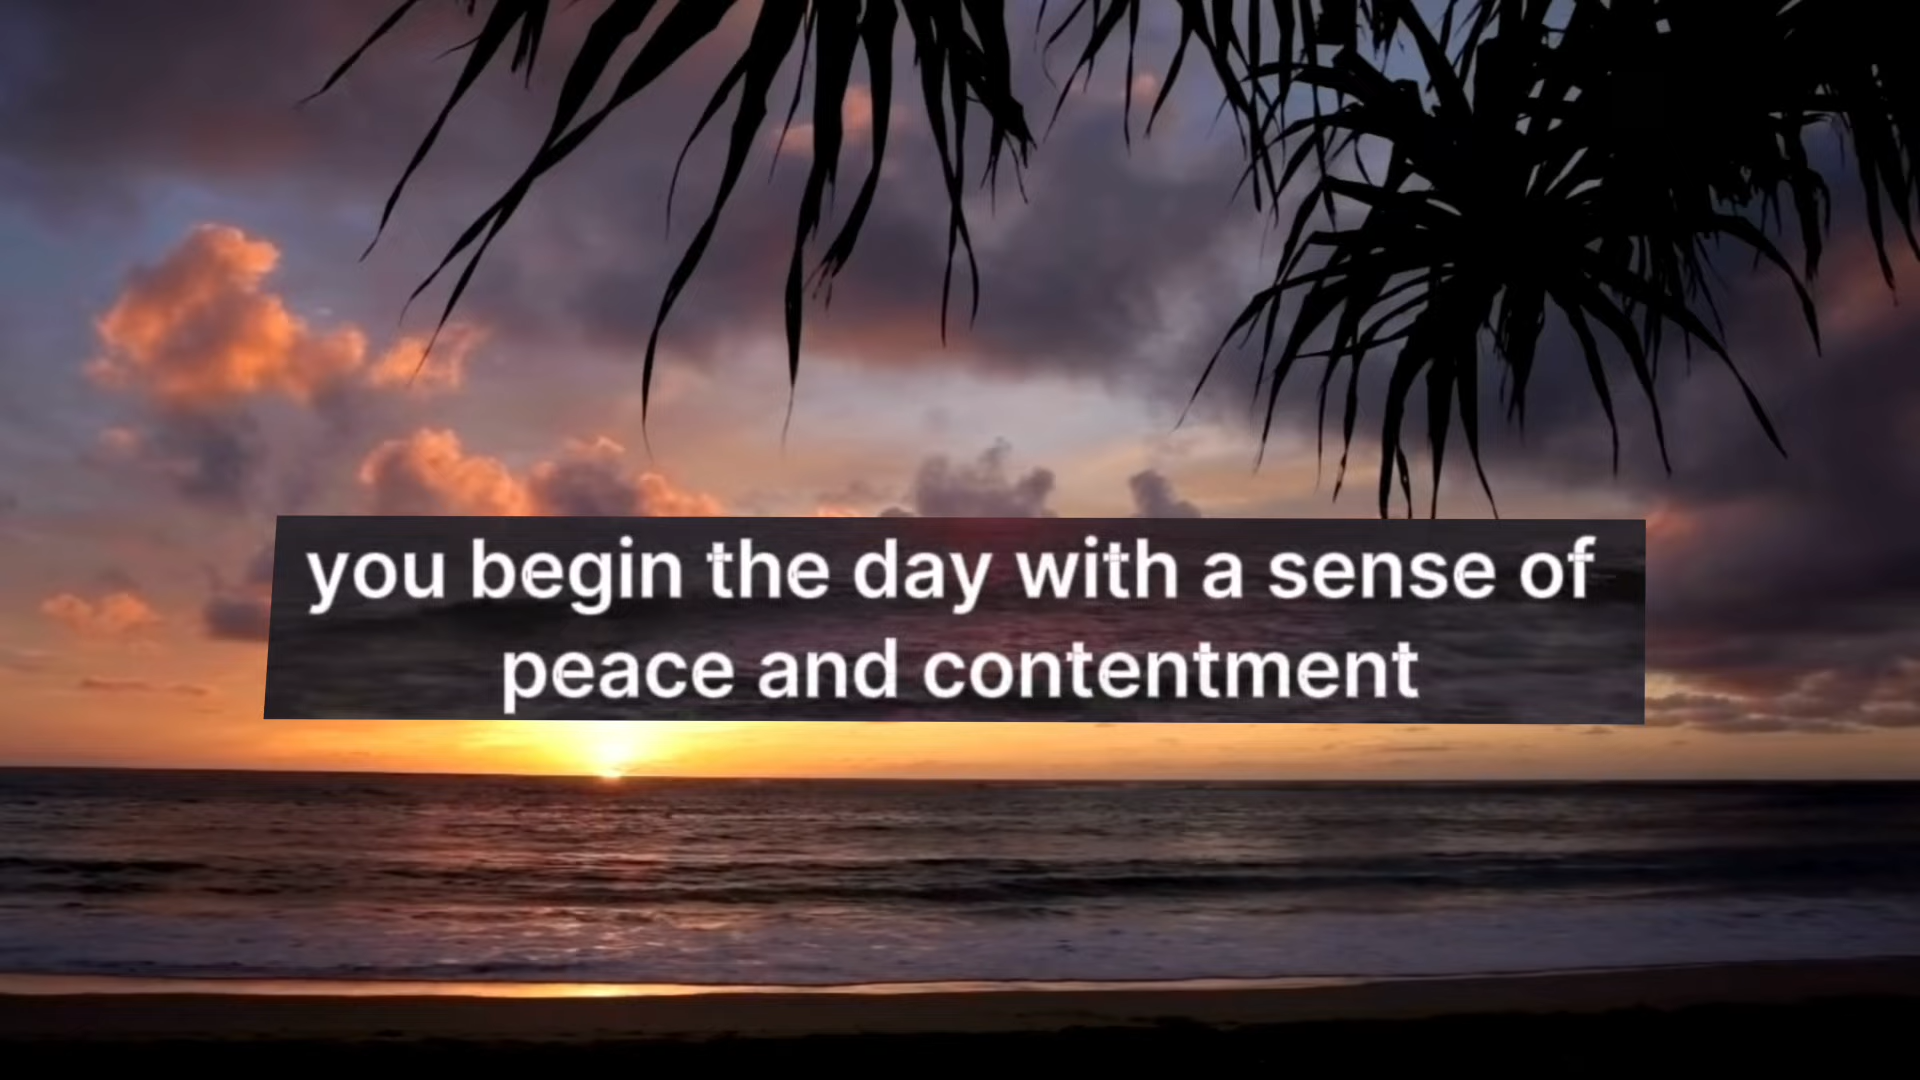 you begin the day with a sense of
peace and contentment